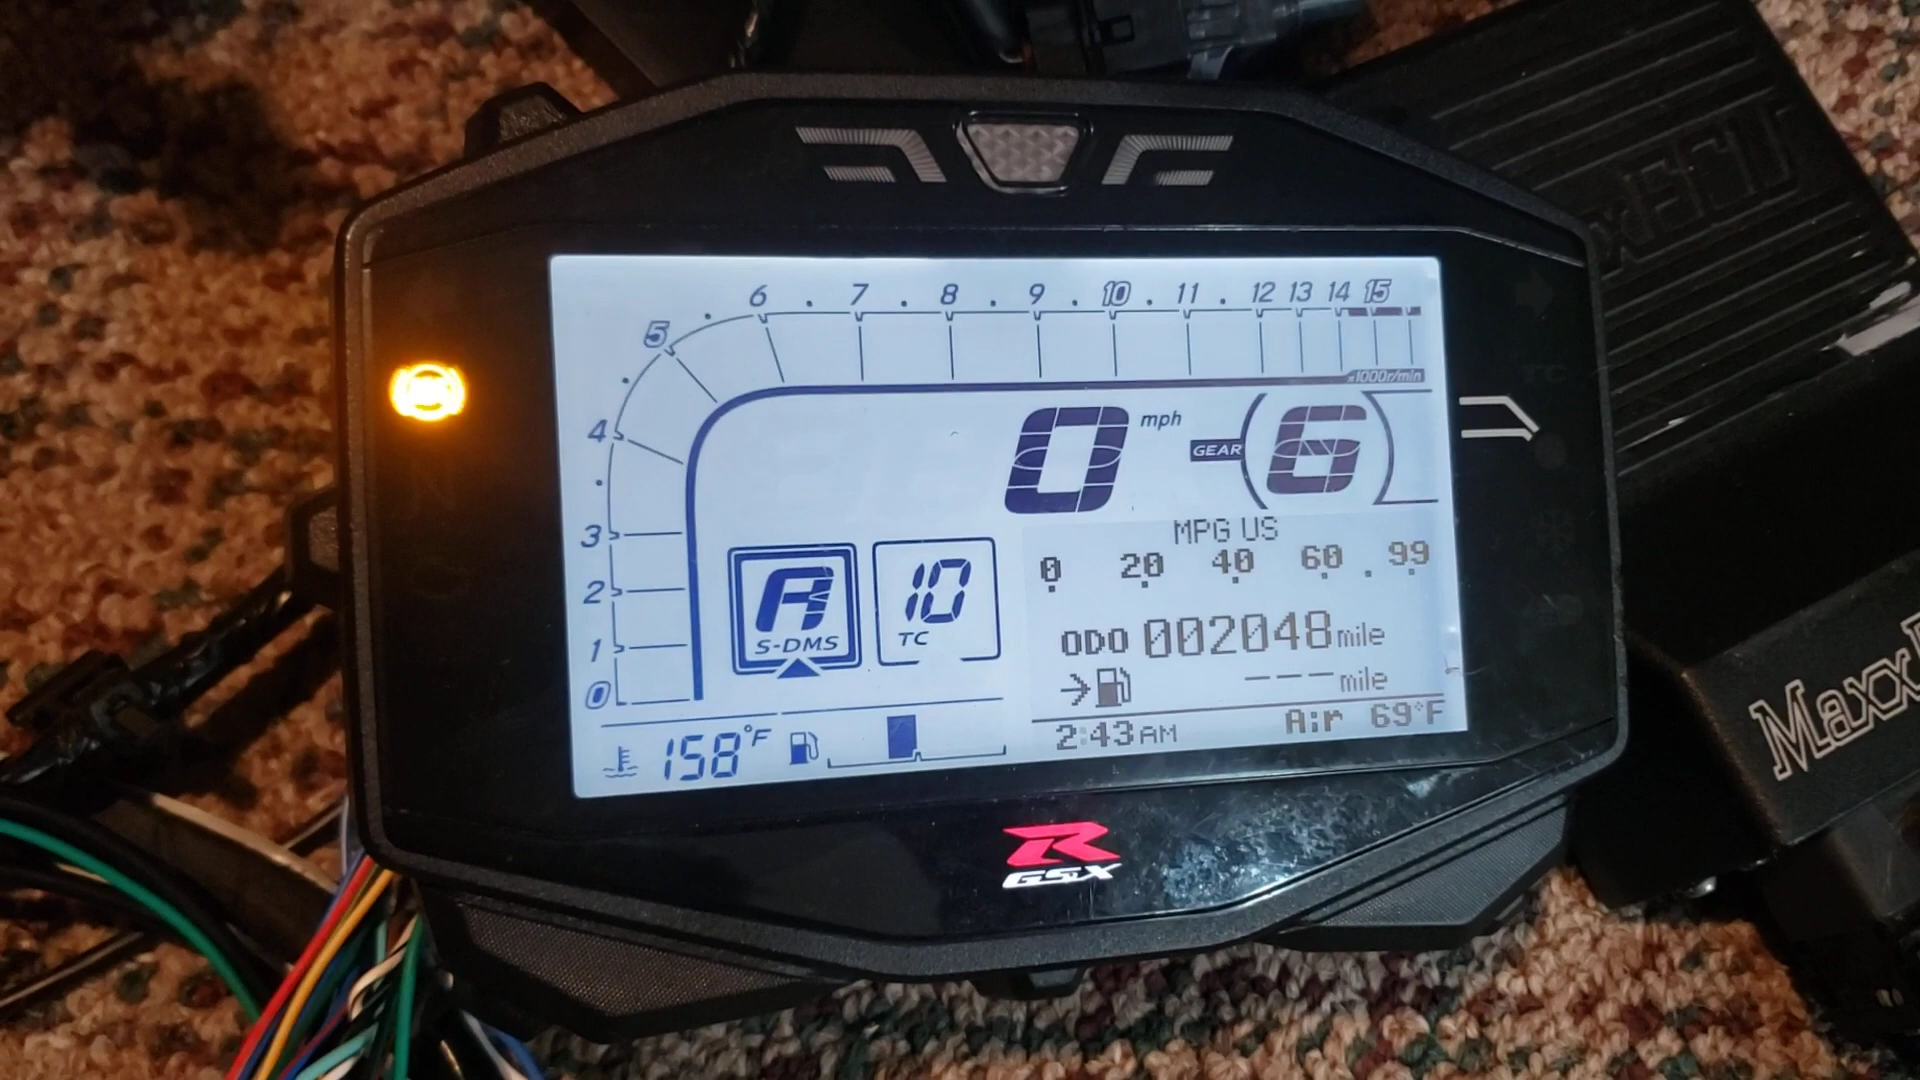 6 . 7 . 8 . 9 . 10 . 11 . 12 13 14 15
5
x1000r/min
4
0 mph GEAR 6
3
MPG US
0 20 40 60 . 99
2
A 10
S-DMS TC
ODO 002048 mile
1
0
--- mile
158°F
2:43 AM Air 69°F
R
GSX
xECU
Maxx